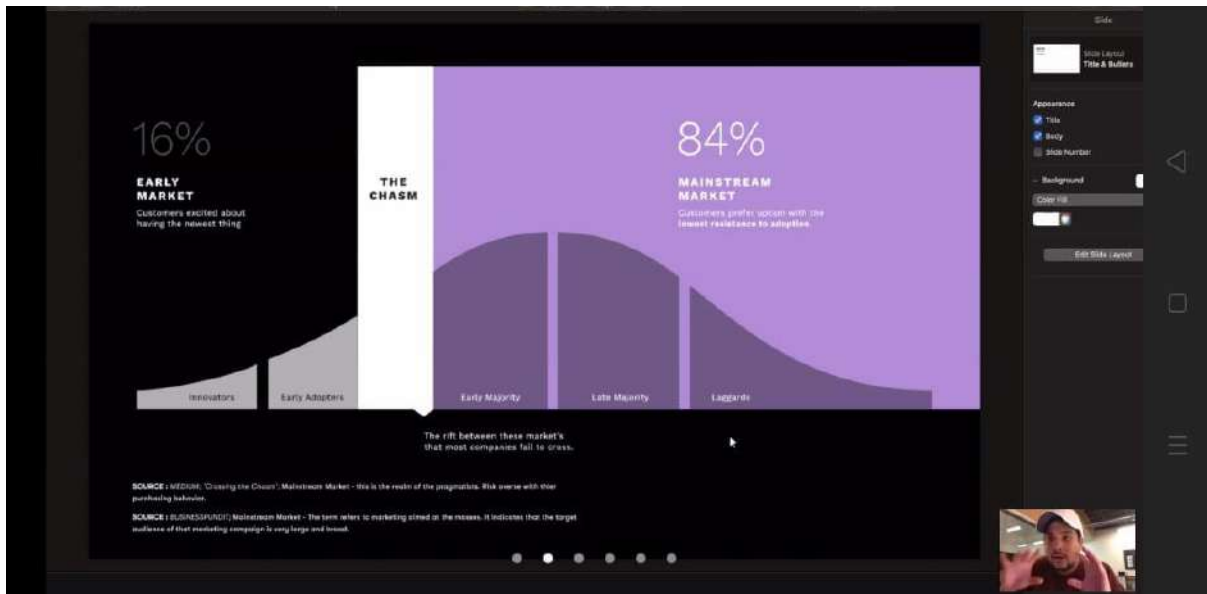 Slide
Slide Layout
Title & Bullets
Appearance
Title
Body
Slide Number
Background
Color Fill
Edit Slide Layout
16%
EARLY
MARKET
Customers excited about
having the newest thing
THE
CHASM
84%
MAINSTREAM
MARKET
Customers prefer option with the
lowest resistance to adoption
Innovators
Early Adopters
Early Majority
Late Majority
Laggards
The rift between these market's
that most companies fail to cross.
SOURCE : MEDIUM; "Crossing the Chasm"; Mainstream Market - this is the realm of the pragmatists. Risk averse with thier
purchasing behavior.
SOURCE : BUSINESSPUNDIT; Mainstream Market - The term refers to marketing aimed at the masses. It indicates that the target
audience of that marketing campaign is very large and broad.